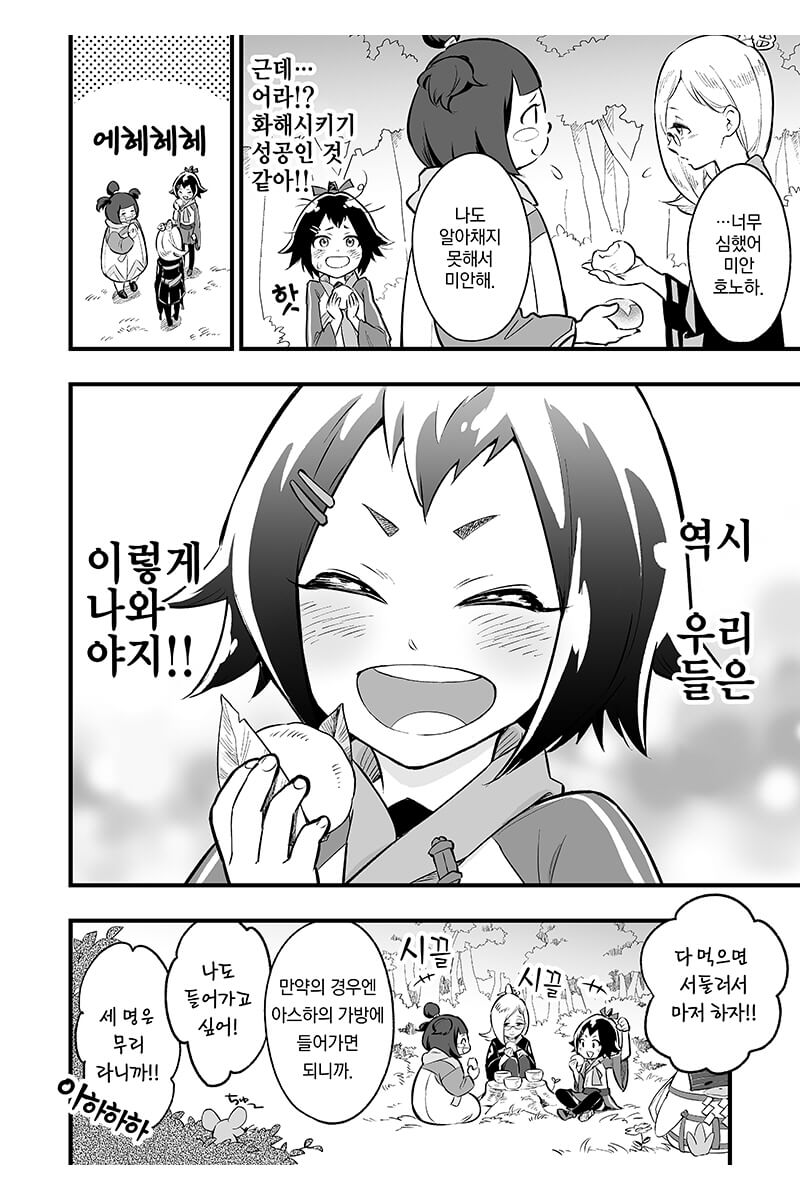 …너무
심했어
미안
호노하.
나도
알아채지
못해서
미안해.
근데…
어라!?
화해시키기
성공인 것
같아!!
핫
에헤헤헤
역시
우리
들은
이렇게
나와
야지!!
다 먹으면
서둘러서
마저 하자!!
시끌
시끌
만약의 경우엔
아스하의 가방에
들어가면
되니까.
나도
들어가고
싶어!
세 명은
무리
라니까!!
아하하하
ちゅ〜